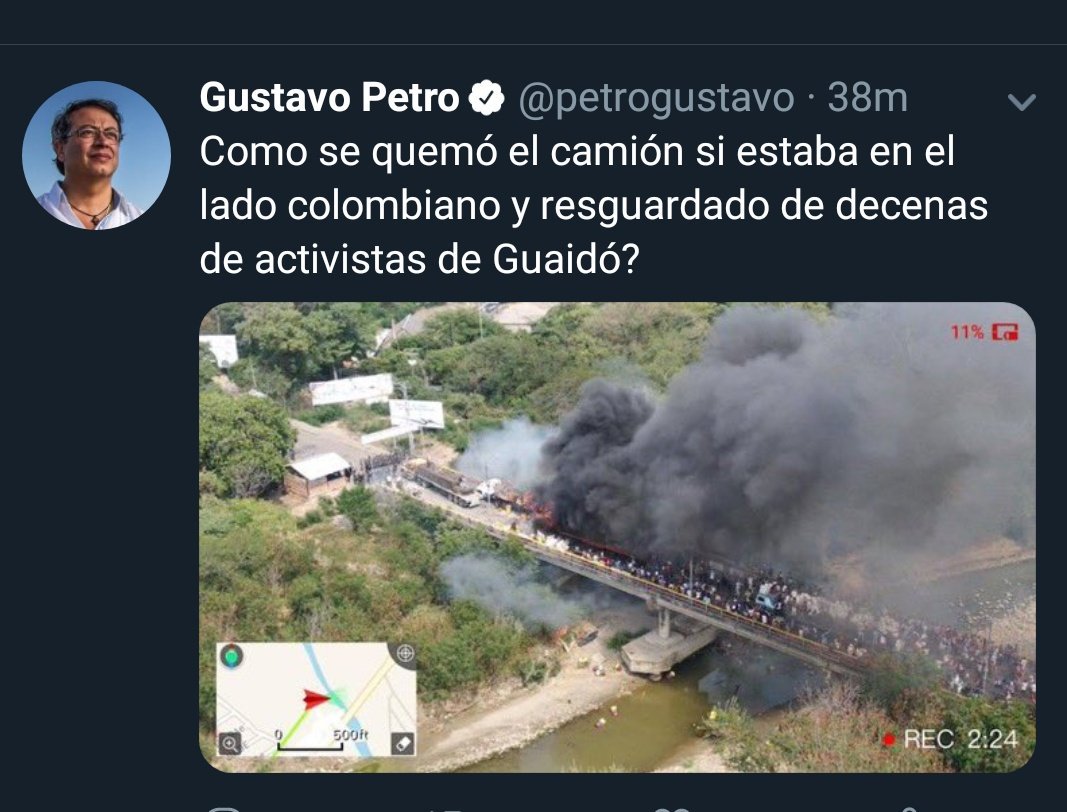 Gustavo Petro @petrogustavo · 38m
Como se quemó el camión si estaba en el
lado colombiano y resguardado de decenas
de activistas de Guaidó?
11%
0 500ft
REC 2:24